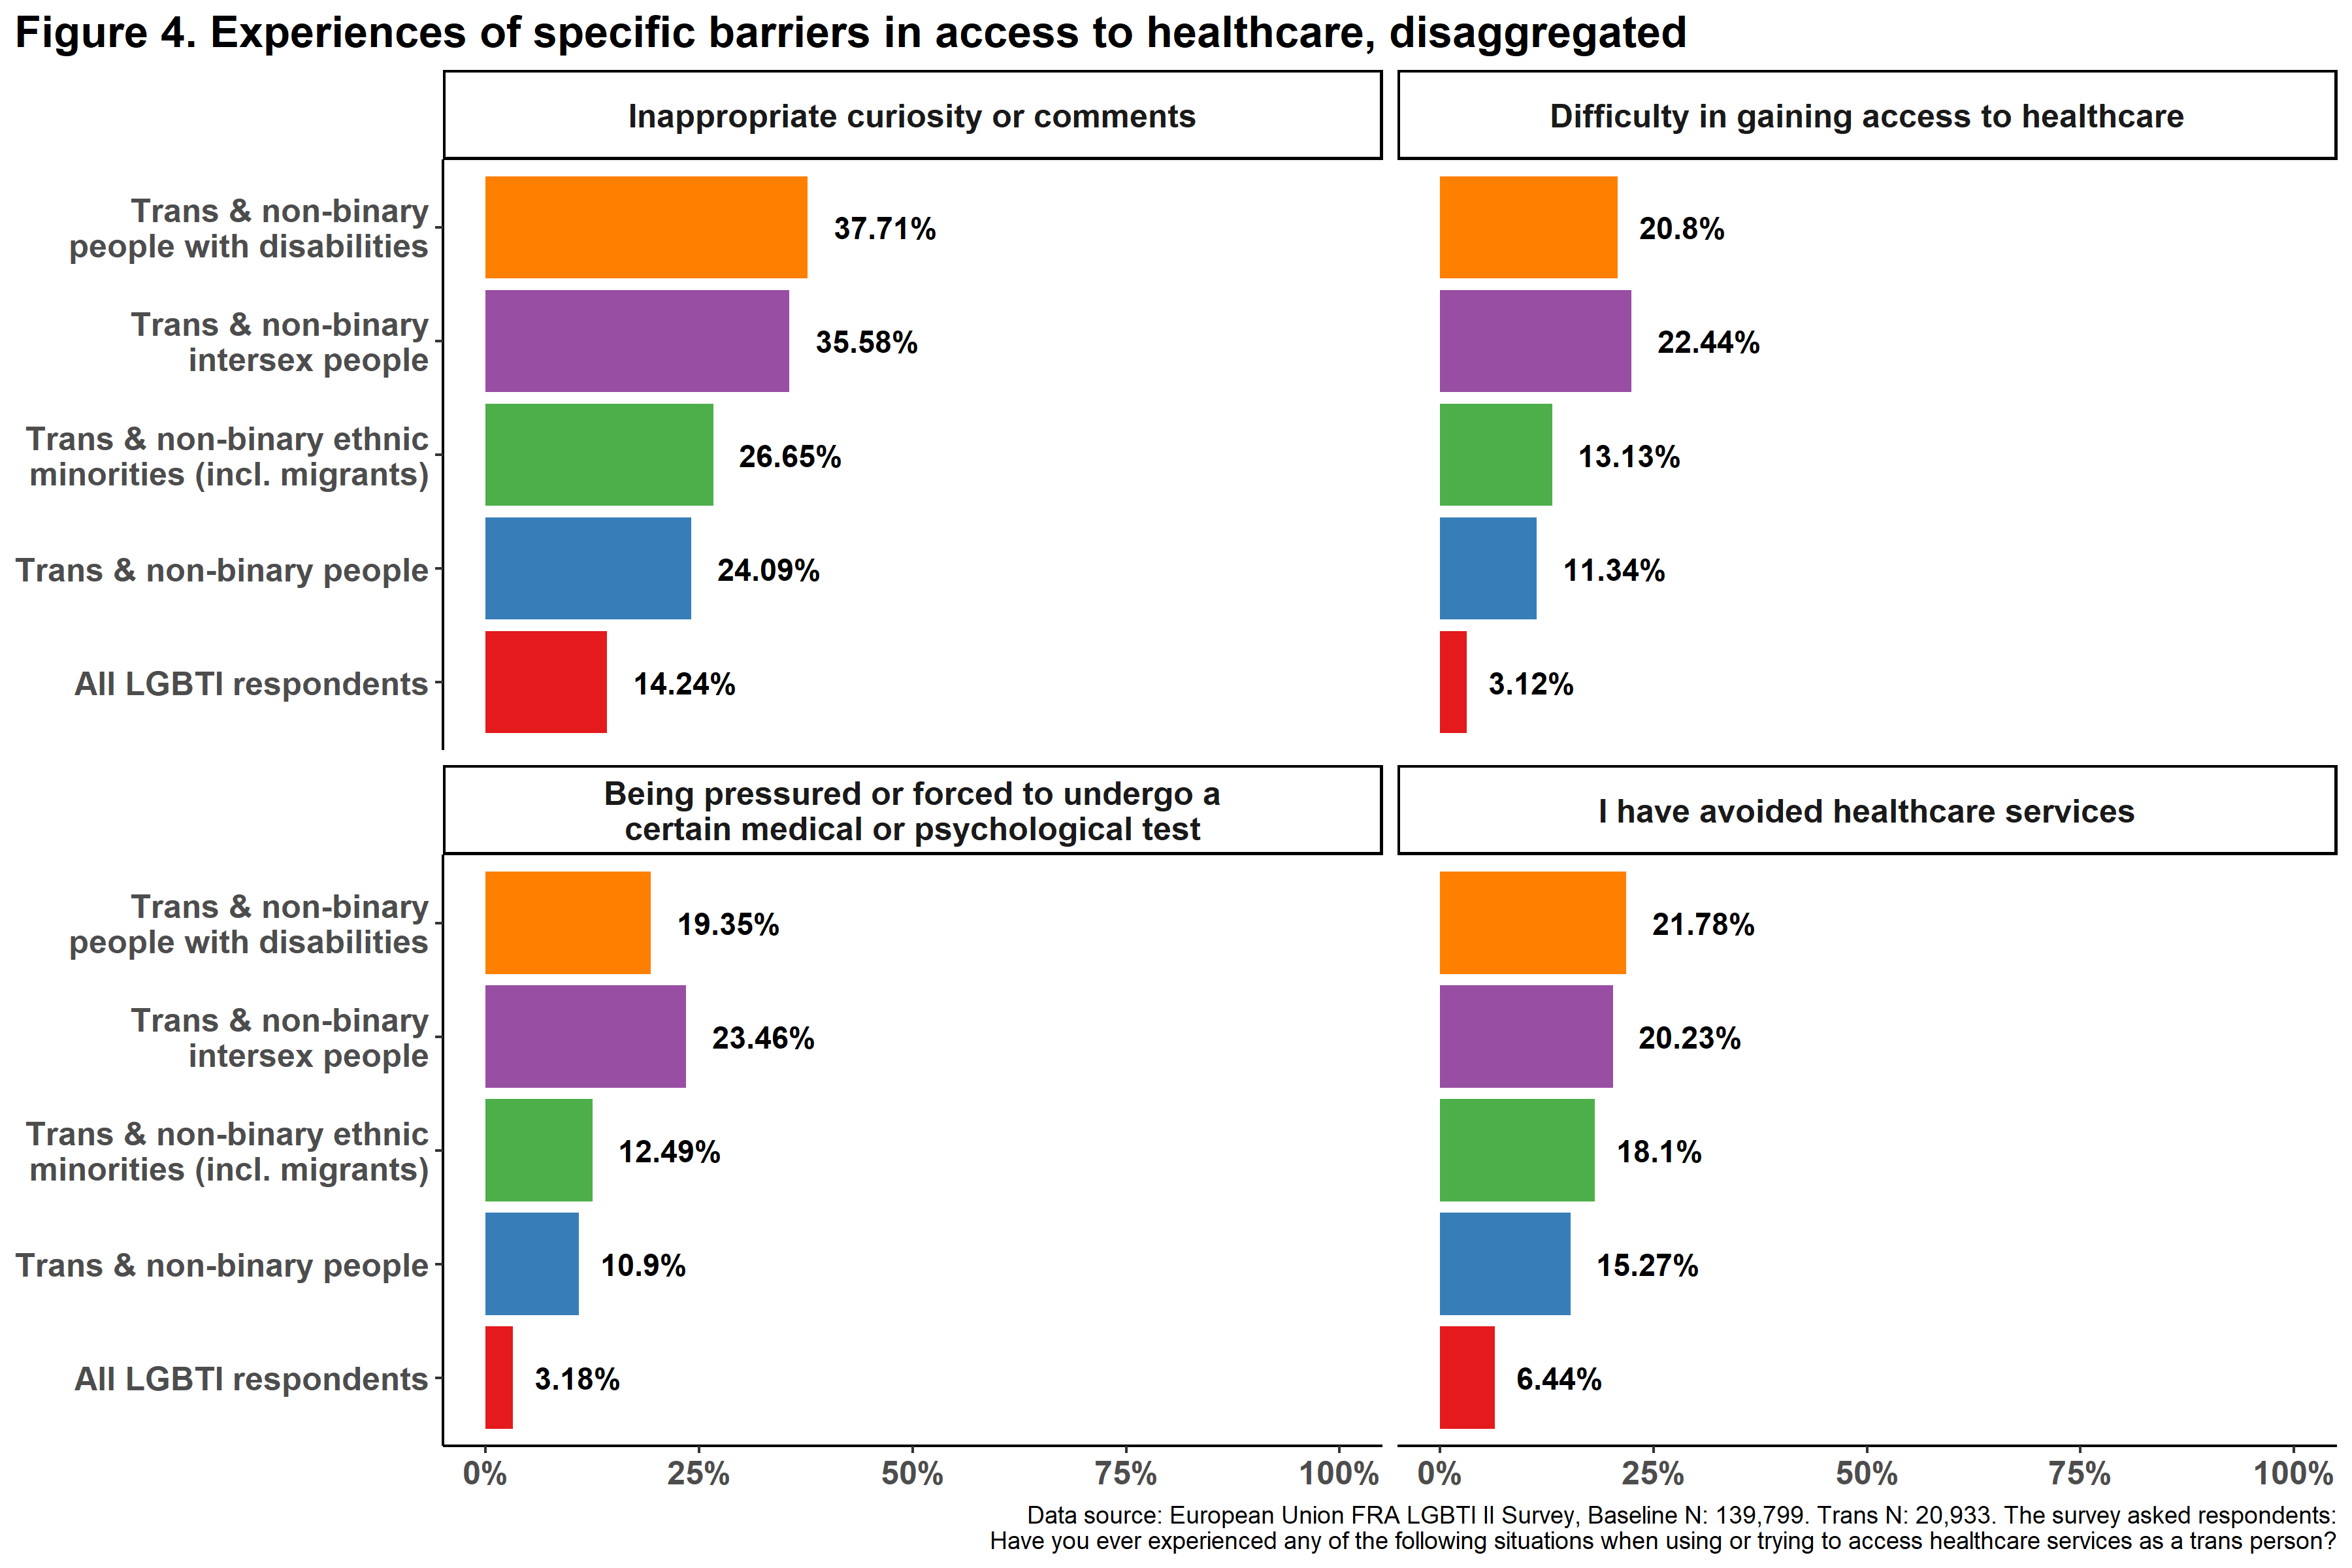 Figure 4. Experiences of specific barriers in access to healthcare, disaggregated
Inappropriate curiosity or comments
Trans & non-binary
people with disabilities
37.71%
Trans & non-binary
intersex people
35.58%
Trans & non-binary ethnic
minorities (incl. migrants)
26.65%
Trans & non-binary people
24.09%
All LGBTI respondents
14.24%
Difficulty in gaining access to healthcare
20.8%
22.44%
13.13%
11.34%
3.12%
Being pressured or forced to undergo a
certain medical or psychological test
Trans & non-binary
people with disabilities
19.35%
Trans & non-binary
intersex people
23.46%
Trans & non-binary ethnic
minorities (incl. migrants)
12.49%
Trans & non-binary people
10.9%
All LGBTI respondents
3.18%
0% 25% 50% 75% 100%
I have avoided healthcare services
21.78%
20.23%
18.1%
15.27%
6.44%
0% 25% 50% 75% 100%
Data source: European Union FRA LGBTI II Survey, Baseline N: 139,799. Trans N: 20,933. The survey asked respondents:
Have you ever experienced any of the following situations when using or trying to access healthcare services as a trans person?